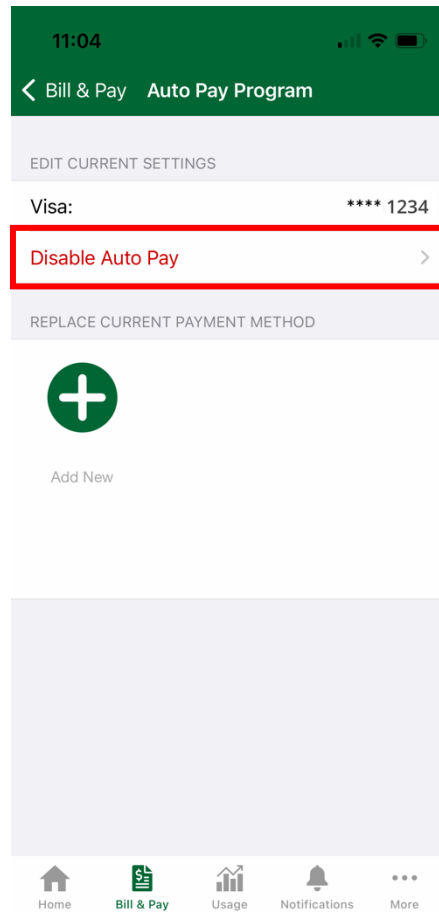 11:04
Bill & Pay Auto Pay Program
EDIT CURRENT SETTINGS
Visa: **** 1234
Disable Auto Pay
REPLACE CURRENT PAYMENT METHOD
Add New
Home Bill & Pay Usage Notifications More